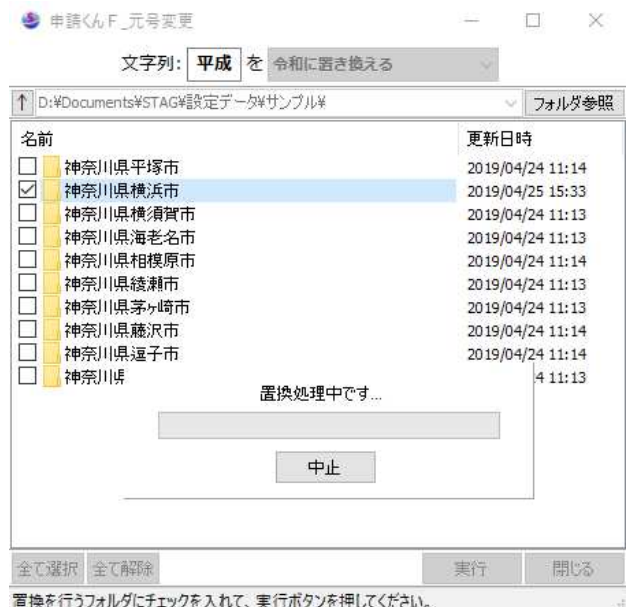 申請くんF_元号変更
文字列: 平成 を 令和に置き換える
↑ D:¥Documents¥STAG¥設定データ¥サンプル¥ フォルダ参照
名前 更新日時
神奈川県平塚市 2019/04/24 11:14
神奈川県横浜市 2019/04/25 15:33
神奈川県横須賀市 2019/04/24 11:13
神奈川県海老名市 2019/04/24 11:13
神奈川県相模原市 2019/04/24 11:14
神奈川県綾瀬市 2019/04/24 11:13
神奈川県茅ヶ崎市 2019/04/24 11:13
神奈川県藤沢市 2019/04/24 11:14
神奈川県逗子市 2019/04/24 11:14
神奈川 4 11:13
置換処理中です...
中止
全て選択 全て解除 実行 閉じる
置換を行うフォルダにチェックを入れて、実行ボタンを押してください。